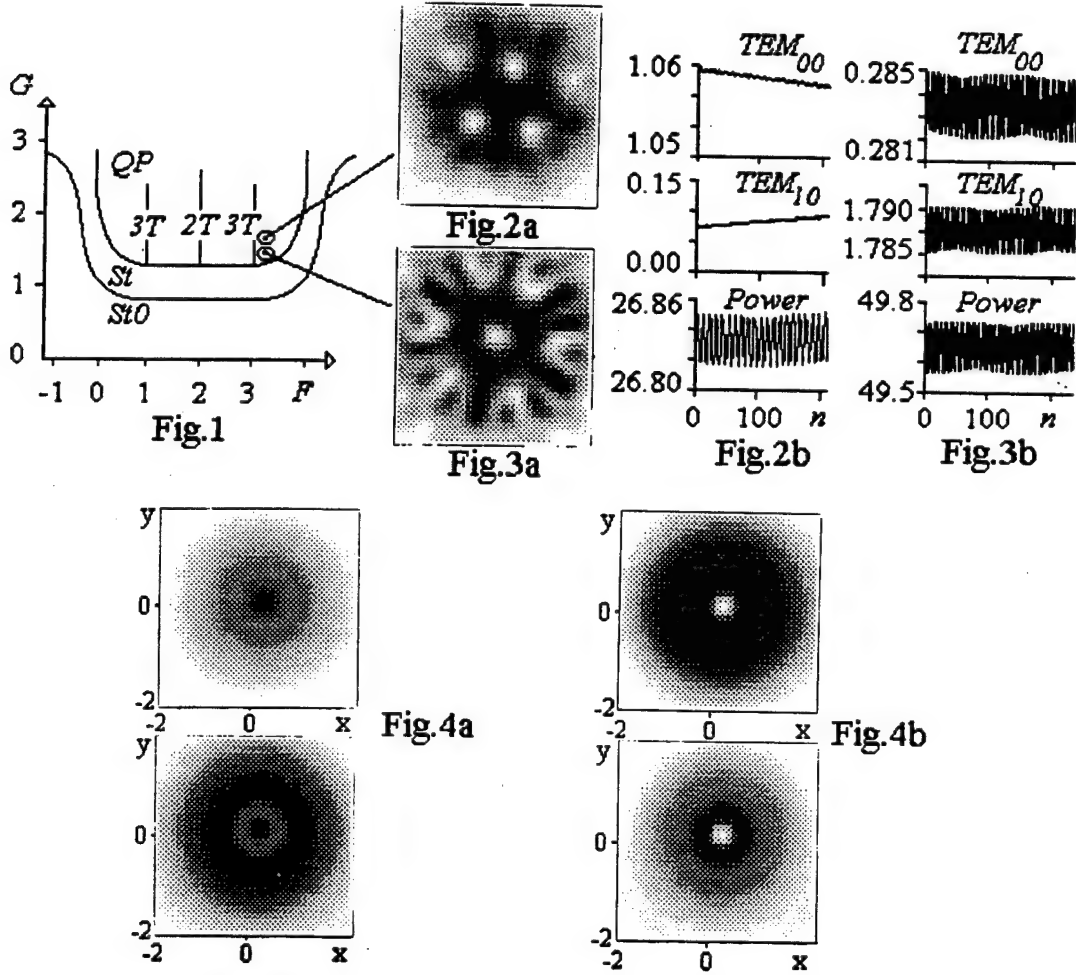 G
3
2
1
0
QP
3T 2T 3T
St
St0
-1 0 1 2 3 F
Fig.1
Fig.2a
Fig.3a
TEM00
1.06
1.05
0.15
TEM10
0.00
26.86
Power
26.80
0 100 n
Fig.2b
TEM00
0.285
0.281
TEM10
1.790
1.785
49.8
Power
49.5
0 100 n
Fig.3b
y
0
-2
-2 0 x
Fig.4a
y
0
-2
-2 0 x
y
0
-2
-2 0 x
Fig.4b
0
-2
-2 0 x